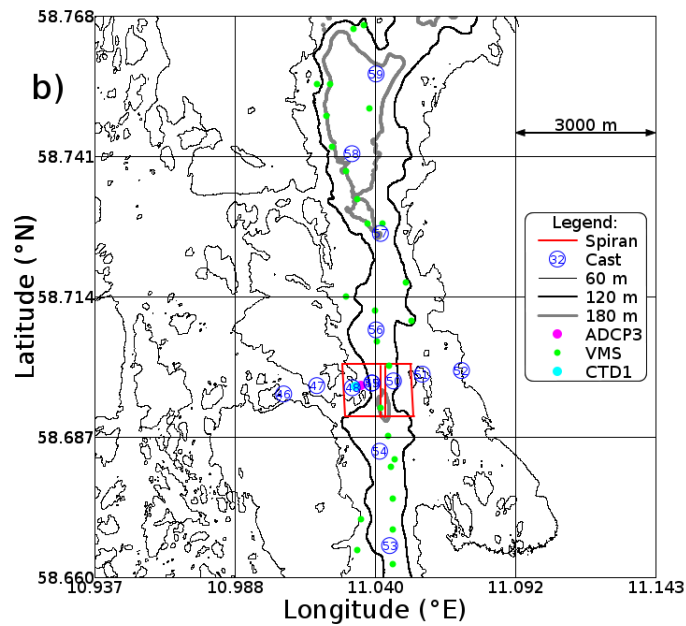 58.768
b)
59
3000 m
58
58.741
57
Legend:
Spiran
32 Cast
60 m
120 m
180 m
ADCP3
VMS
CTD1
58.714
56
Latitude (°N)
52
51
50
49
48
47
46
58.687
54
53
58.660
10.937 10.988 11.040 11.092 11.143
Longitude (°E)